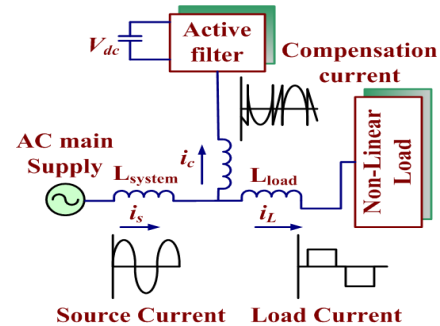 Active
filter
V_dc
Compensation
current
AC main
Supply
L_system
i_c
L_load
Non-Linear
Load
i_s
i_L
Source Current
Load Current